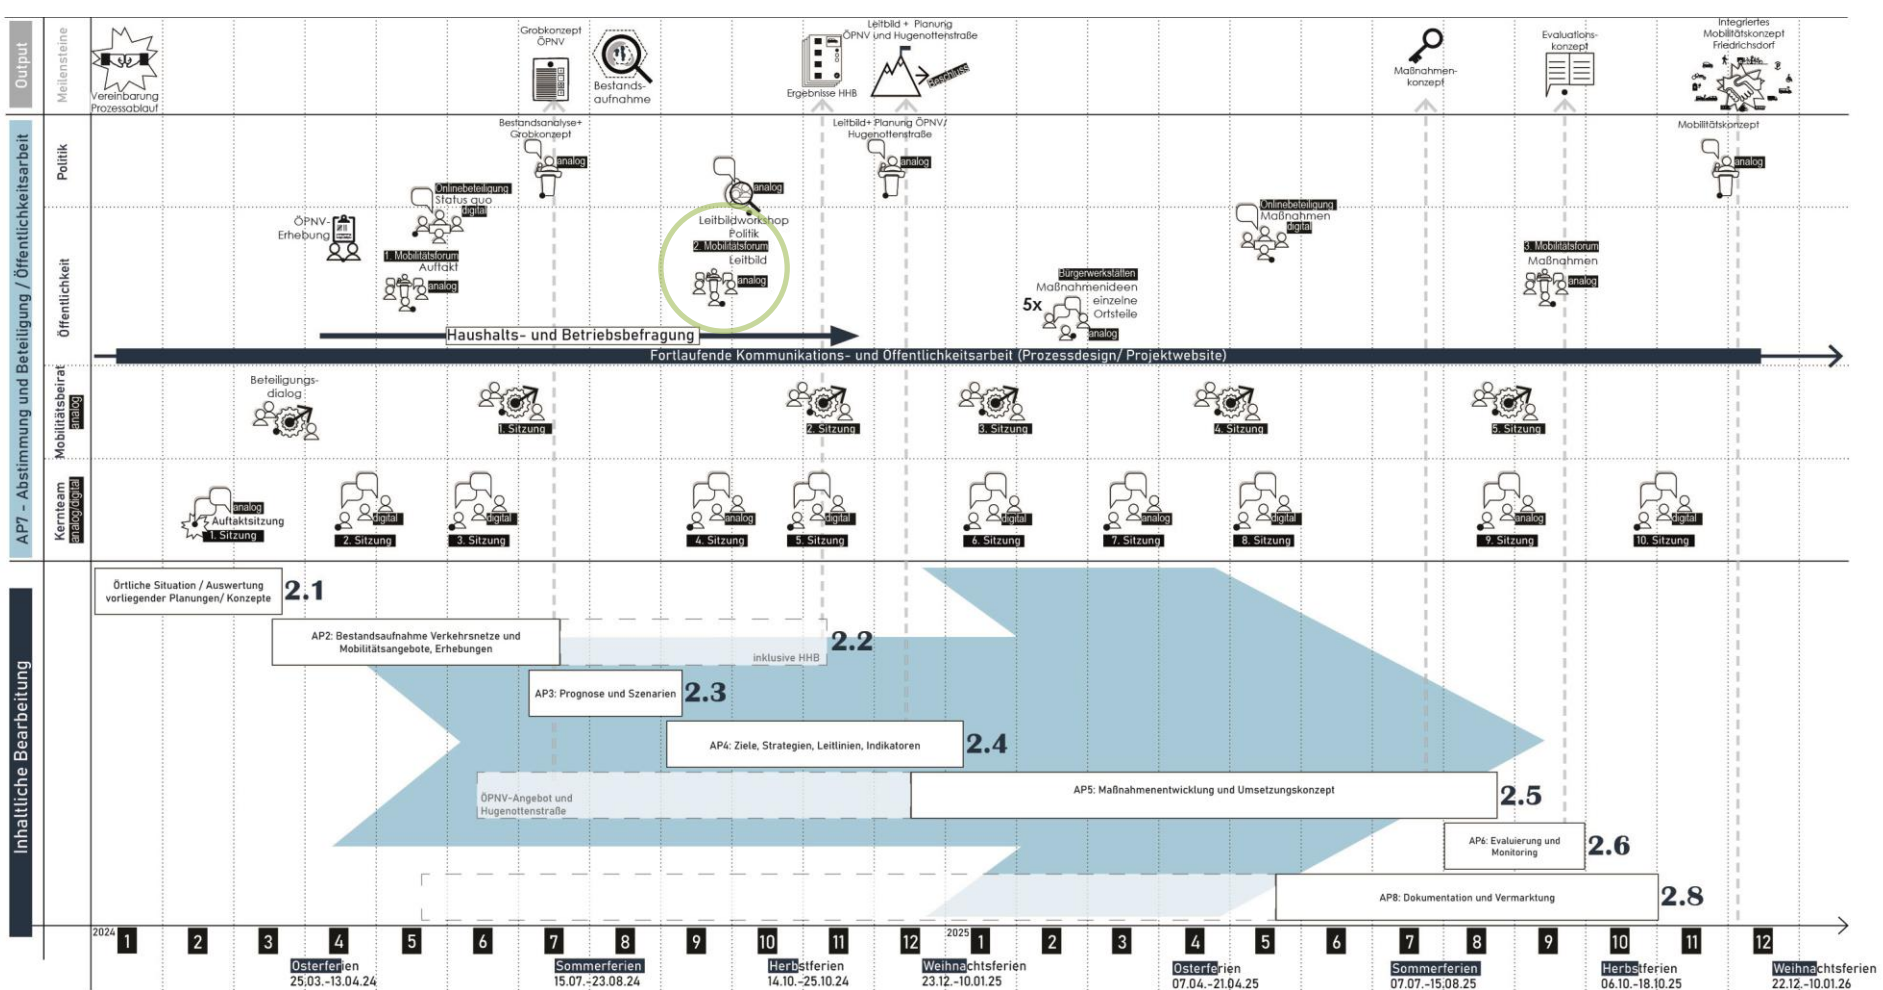 Output
Meilensteine
Vereinbarung
Prozessablauf
Grobkonzept
ÖPNV
Bestands-
aufnahme
Ergebnisse HHB
Leitbild + Planung
ÖPNV und Hugenottenstraße
Beschluss
Maßnahmen-
konzept
Evaluations-
konzept
Integriertes
Mobilitätskonzept
Friedrichsdorf
AP7 - Abstimmung und Beteiligung / Öffentlichkeitsarbeit
Politik
Bestandsanalyse+
Grobkonzept
analog
analog
Leitbildworkshop
Politik
Leitbild+ Planung ÖPNV/
Hugenottenstraße
analog
Mobilitätskonzept
analog
Öffentlichkeit
ÖPNV-
Erhebung
Onlinebeteiligung
Status quo
digital
1. Mobilitätsforum
Auftakt
analog
2. Mobilitätsforum
Leitbild
analog
Bürgerwerkstätten
Maßnahmenideen
einzelne
Ortsteile
5x
analog
Onlinebeteiligung
Maßnahmen
digital
3. Mobilitätsforum
Maßnahmen
analog
Haushalts- und Betriebsbefragung
Fortlaufende Kommunikations- und Öffentlichkeitsarbeit (Prozessdesign/ Projektwebsite)
Mobilitätsbeirat
analog
Beteiligungs-
dialog
1. Sitzung
2. Sitzung
3. Sitzung
4. Sitzung
5. Sitzung
Kernteam
analog/digital
analog
Auftaktsitzung
1. Sitzung
digital
2. Sitzung
digital
3. Sitzung
analog
4. Sitzung
digital
5. Sitzung
digital
6. Sitzung
analog
7. Sitzung
digital
8. Sitzung
analog
9. Sitzung
digital
10. Sitzung
Inhaltliche Bearbeitung
Örtliche Situation / Auswertung
vorliegender Planungen/ Konzepte
2.1
AP2: Bestandsaufnahme Verkehrsnetze und
Mobilitätsangebote, Erhebungen
inklusive HHB
2.2
AP3: Prognose und Szenarien
2.3
AP4: Ziele, Strategien, Leitlinien, Indikatoren
2.4
ÖPNV-Angebot und
Hugenottenstraße
AP5: Maßnahmenentwicklung und Umsetzungskonzept
2.5
AP6: Evaluierung und
Monitoring
2.6
AP8: Dokumentation und Vermarktung
2.8
2024 1 2 3 4 5 6 7 8 9 10 11 12 2025 1 2 3 4 5 6 7 8 9 10 11 12
Osterferien
25.03.-13.04.24
Sommerferien
15.07.-23.08.24
Herbstferien
14.10.-25.10.24
Weihnachtsferien
23.12.-10.01.25
Osterferien
07.04.-21.04.25
Sommerferien
07.07.-15.08.25
Herbstferien
06.10.-18.10.25
Weihnachtsferien
22.12.-10.01.26